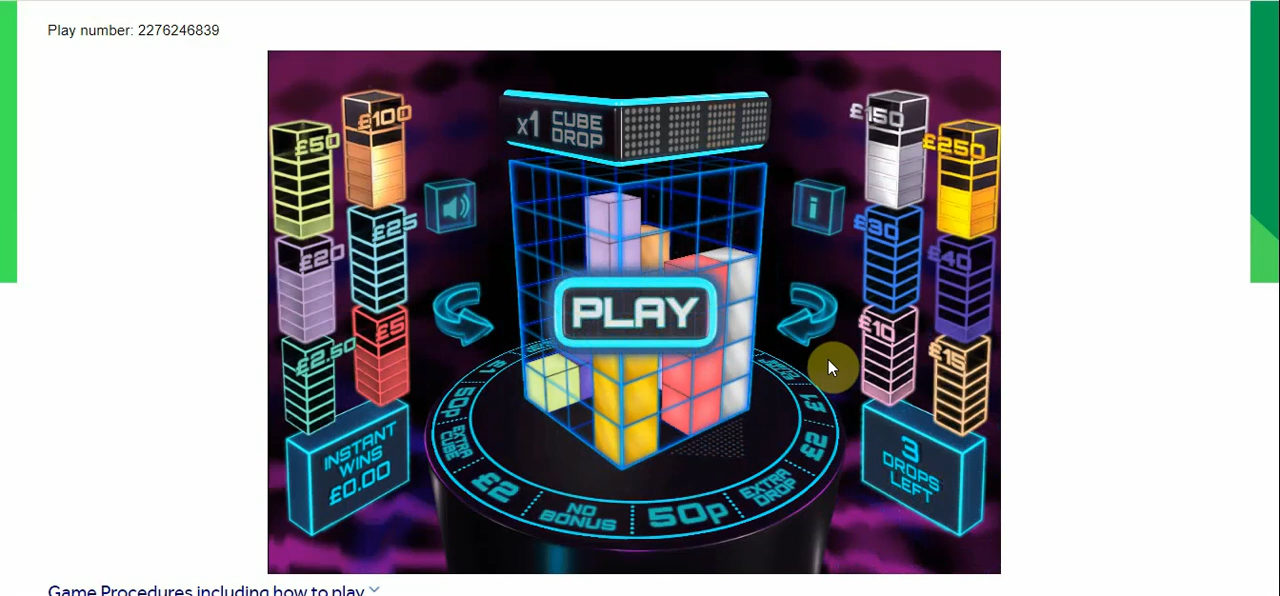 Play number: 2276246839
x1 CUBE DROP
£50
£100
£20
£25
£2.50
£5
INSTANT
WINS
£0.00
£150
£250
£30
£40
£10
£15
3
DROPS
LEFT
i
PLAY
£1
50p
EXTRA
CUBE
£2
NO
BONUS
50p
EXTRA
DROP
£2
£1
Game Procedures including how to play